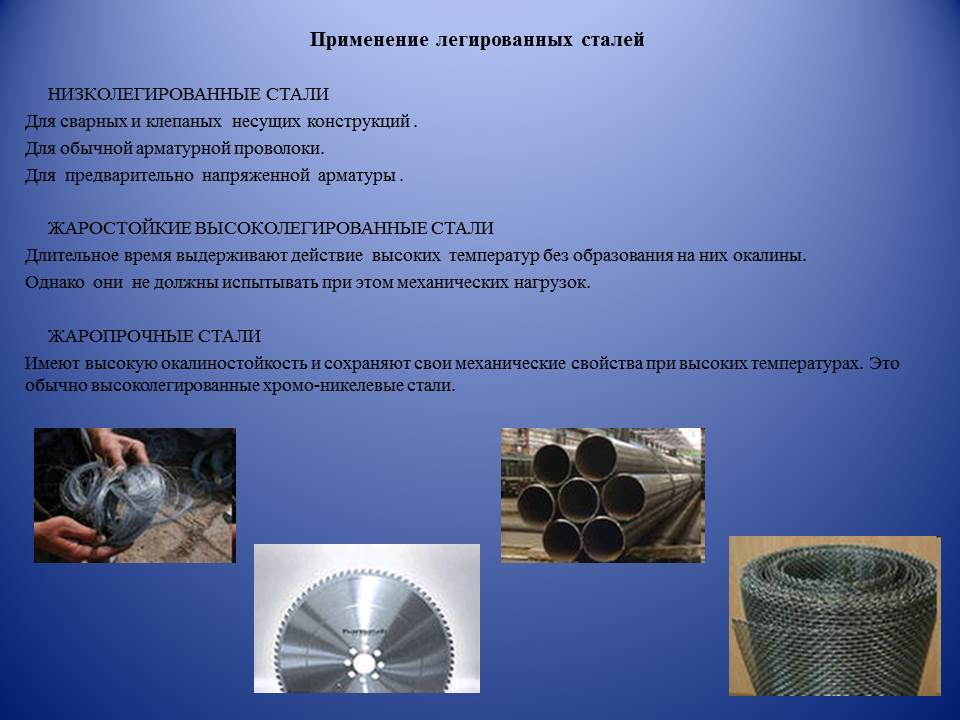 Применение легированных сталей
НИЗКОЛЕГИРОВАННЫЕ СТАЛИ
Для сварных и клепаных несущих конструкций .
Для обычной арматурной проволоки.
Для предварительно напряженной арматуры .
ЖАРОСТОЙКИЕ ВЫСОКОЛЕГИРОВАННЫЕ СТАЛИ
Длительное время выдерживают действие высоких температур без образования на них окалины.
Однако они не должны испытывать при этом механических нагрузок.
ЖАРОПРОЧНЫЕ СТАЛИ
Имеют высокую окалиностойкость и сохраняют свои механические свойства при высоких температурах. Это
обычно высоколегированные хромо-никелевые стали.